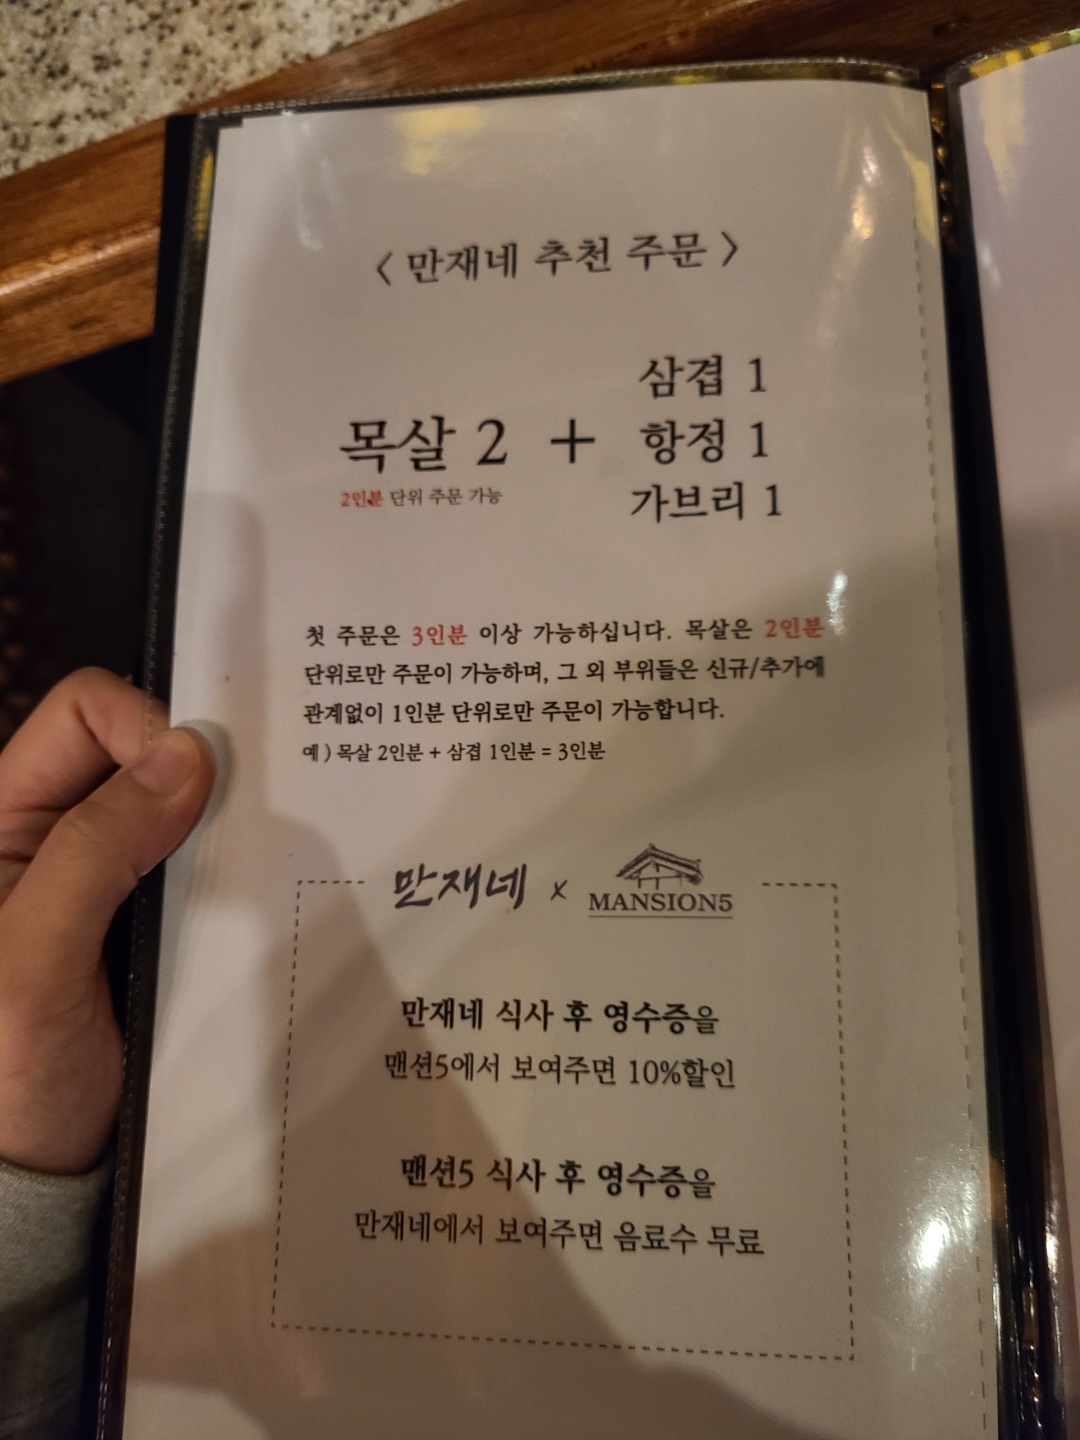 〈 만재네 추천 주문 〉
삼겹 1
목살 2 + 항정 1
2인분 단위 주문 가능
가브리 1
첫 주문은 3인분 이상 가능하십니다. 목살은 2인분
단위로만 주문이 가능하며, 그 외 부위들은 신규/추가에
관계없이 1인분 단위로만 주문이 가능합니다.
예 ) 목살 2인분 + 삼겹 1인분 = 3인분
만재네 x MANSION5
만재네 식사 후 영수증을
맨션5에서 보여주면 10%할인
맨션5 식사 후 영수증을
만재네에서 보여주면 음료수 무료